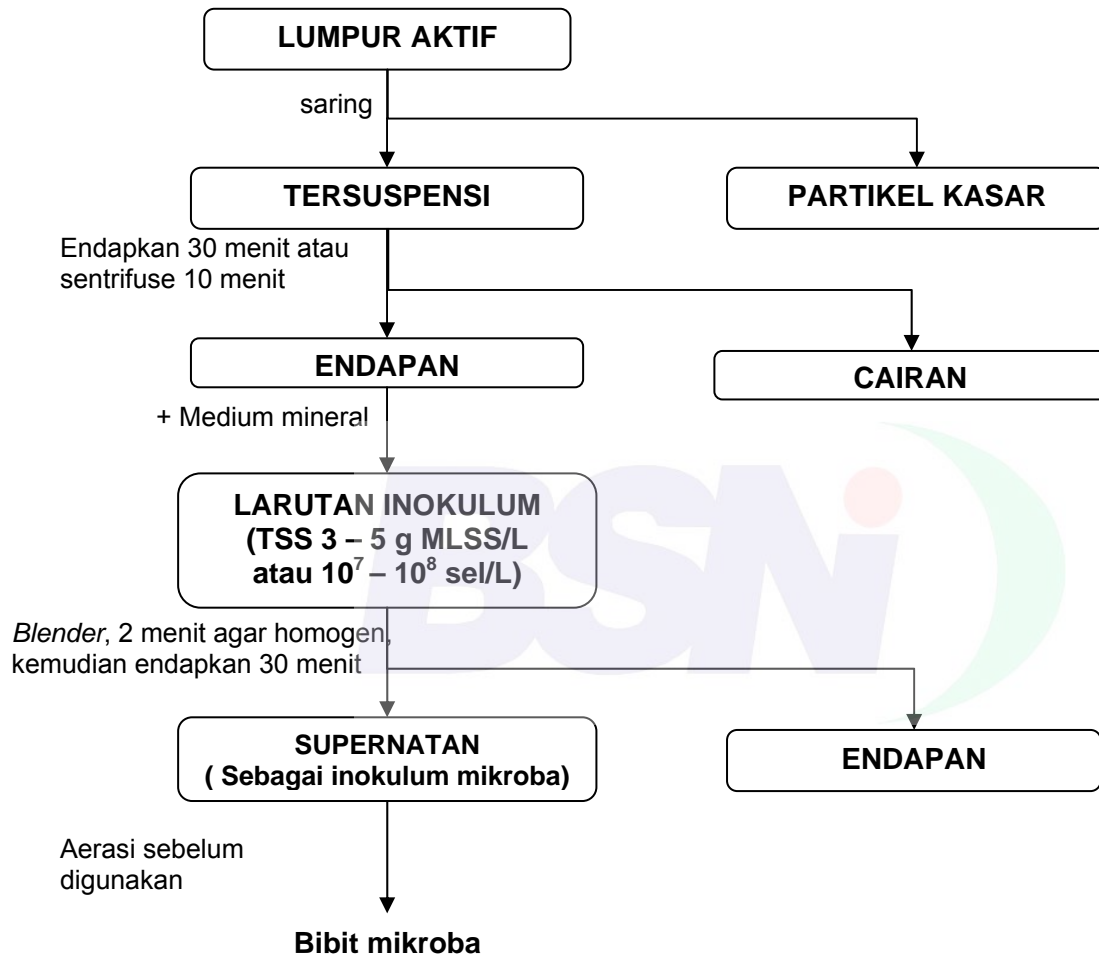 LUMPUR AKTIF
saring
TERSUSPENSI
PARTIKEL KASAR
Endapkan 30 menit atau
sentrifuse 10 menit
ENDAPAN
CAIRAN
+ Medium mineral
LARUTAN INOKULUM
(TSS 3 – 5 g MLSS/L
atau 10⁷ – 10⁸ sel/L)
Blender, 2 menit agar homogen,
kemudian endapkan 30 menit
SUPERNATAN
( Sebagai inokulum mikroba)
ENDAPAN
Aerasi sebelum
digunakan
Bibit mikroba
BSNi